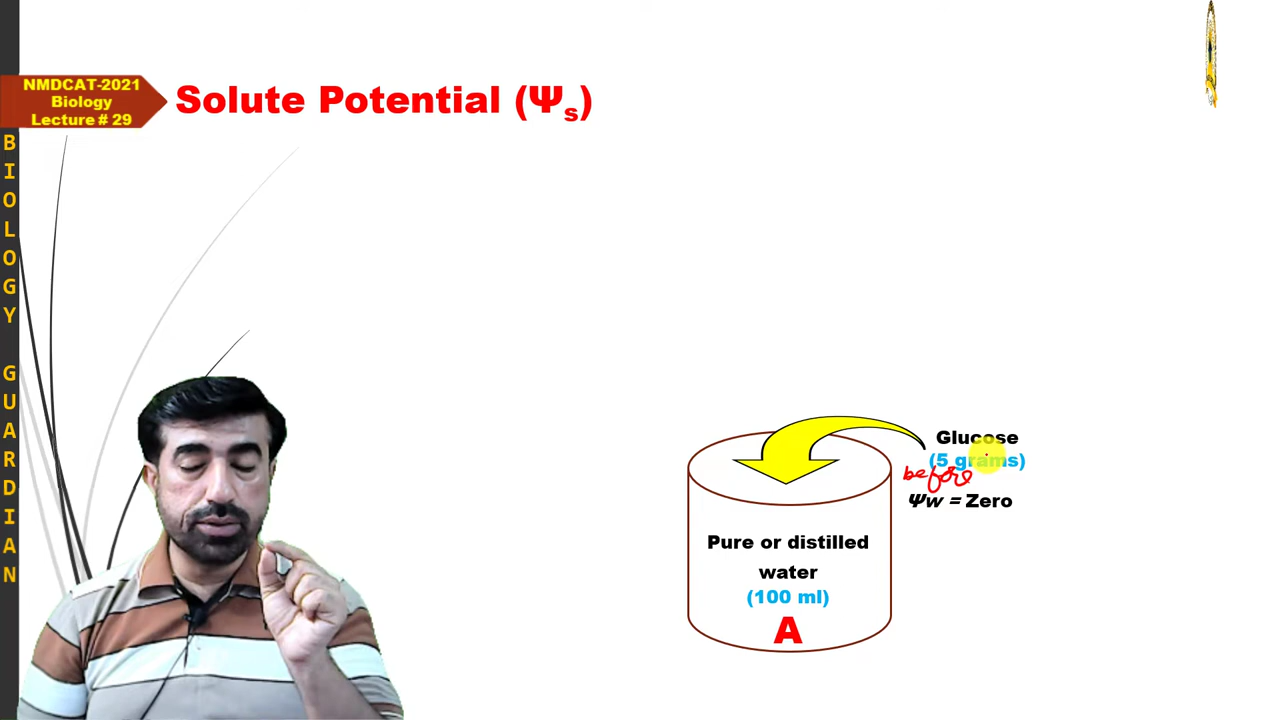 NMDCAT-2021
Biology
Lecture # 29
Solute Potential (Ψs)
BIOLOGY GUARDIAN
Glucose
(5 grams)
before
Ψw = Zero
Pure or distilled
water
(100 ml)
A